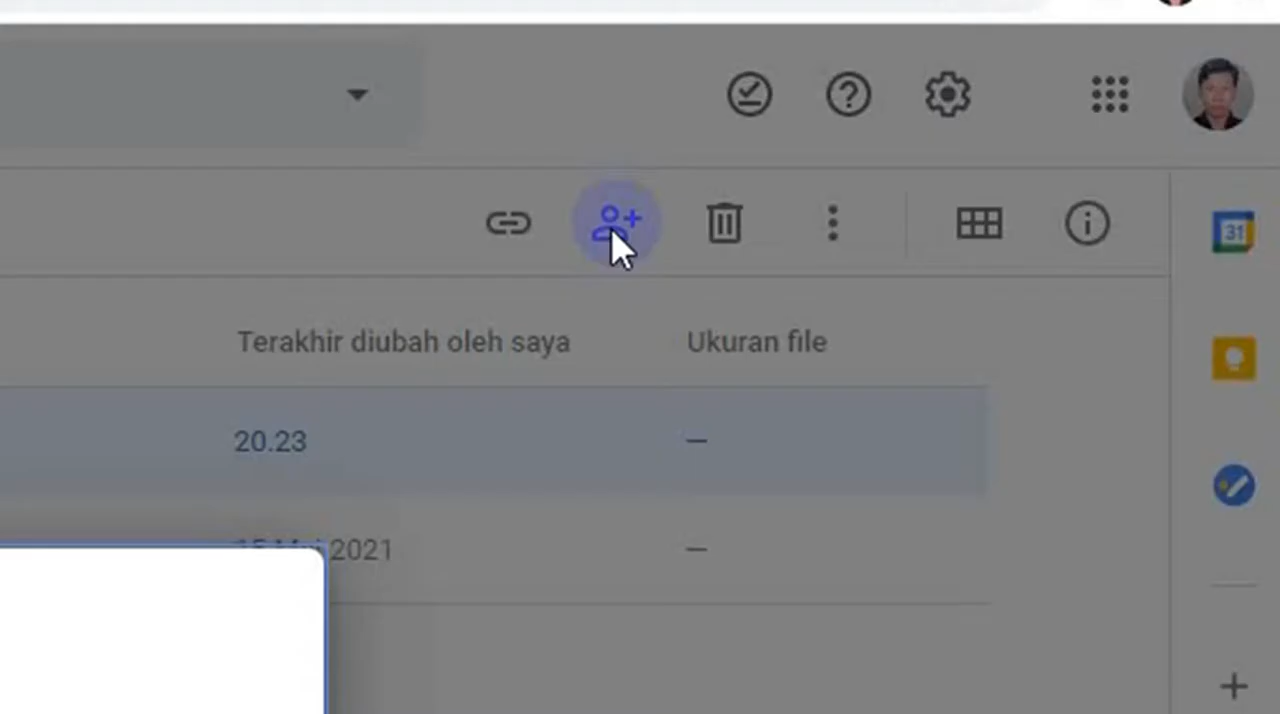 Terakhir diubah oleh saya Ukuran file
20.23 —
2021 —
31